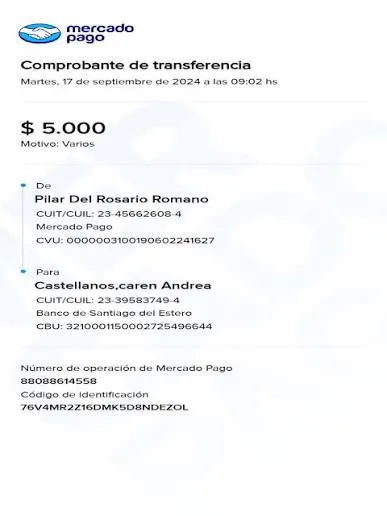 mercado
pago
Comprobante de transferencia
Martes, 17 de septiembre de 2024 a las 09:02 hs
$ 5.000
Motivo: Varios
De
Pilar Del Rosario Romano
CUIT/CUIL: 23-45662608-4
Mercado Pago
CVU: 0000003100190602241627
Para
Castellanos,caren Andrea
CUIT/CUIL: 23-39583749-4
Banco de Santiago del Estero
CBU: 3210001150002725496644
Número de operación de Mercado Pago
88088614558
Código de identificación
76V4MR2Z16DMK5D8NDEZOL